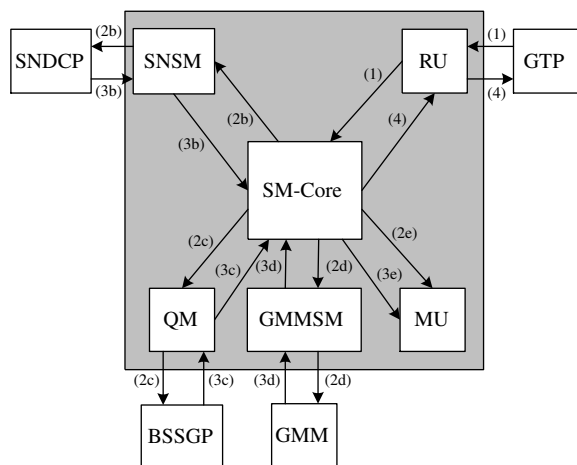 (2b)
(1)
SNDCP
SNSM
RU
GTP
(3b)
(1)
(4)
(2b)
(4)
(3b)
SM-Core
(2c)
(2e)
(3c)
(3d)
(2d)
(3e)
QM
GMMSM
MU
(2c)
(3c)
(3d)
(2d)
BSSGP
GMM